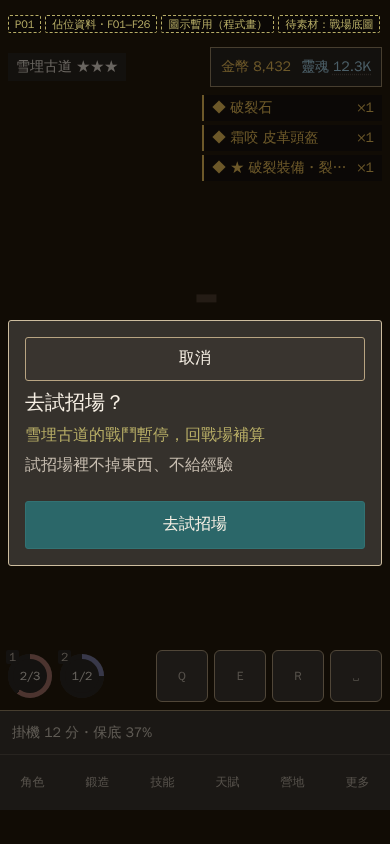 P01 佔位資料・F01–F26 圖示暫用（程式畫） 待素材：戰場底圖
雪埋古道 ★★★
金幣 8,432 靈魂 12.3K
◆ 破裂石 ×1
◆ 霜咬 皮革頭盔 ×1
◆ ★ 破裂裝備・裂⋯ ×1
取消
去試招場？
雪埋古道的戰鬥暫停，回戰場補算
試招場裡不掉東西、不給經驗
去試招場
1 2/3 2 1/2 Q E R ␣
掛機 12 分・保底 37%
角色 鍛造 技能 天賦 營地 更多